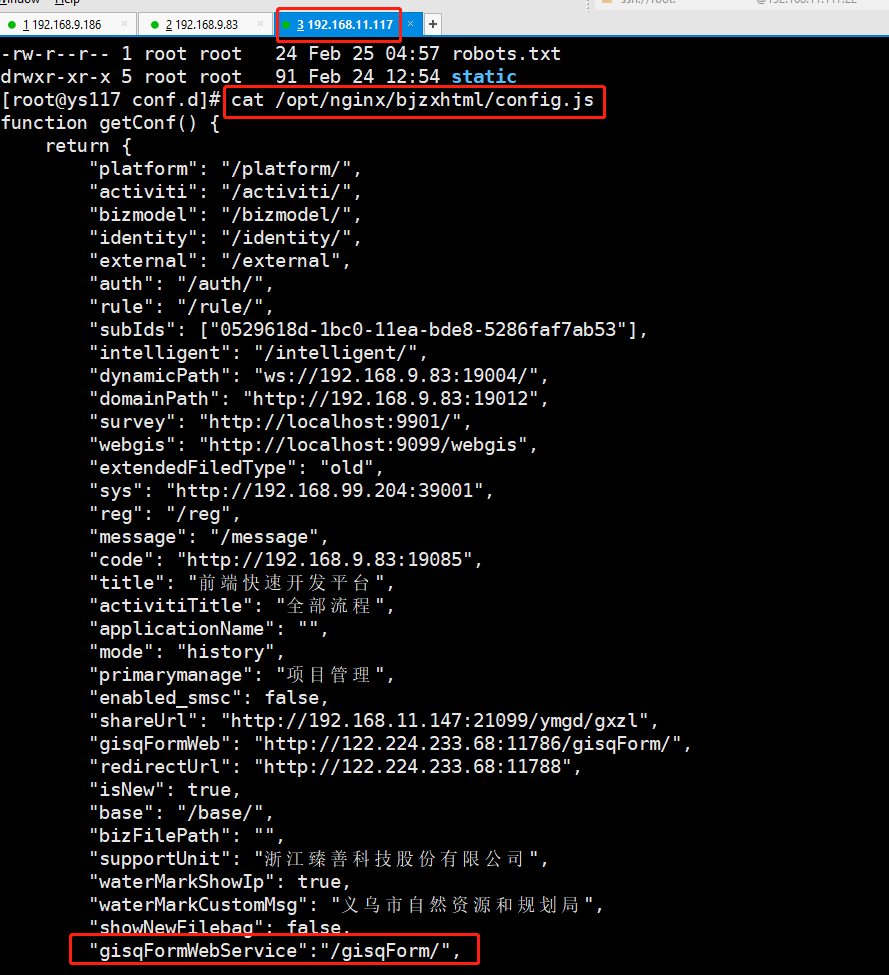 Help
1 192.168.9.186 × 2 192.168.9.83 × 3 192.168.11.117 × +
-rw-r--r-- 1 root root   24 Feb 25 04:57 robots.txt
drwxr-xr-x 5 root root   91 Feb 24 12:54 static
[root@ys117 conf.d]# cat /opt/nginx/bjzxhtml/config.js
function getConf() {
    return {
        "platform": "/platform/",
        "activiti": "/activiti/",
        "bizmodel": "/bizmodel/",
        "identity": "/identity/",
        "external": "/external",
        "auth": "/auth/",
        "rule": "/rule/",
        "subIds": ["0529618d-1bc0-11ea-bde8-5286faf7ab53"],
        "intelligent": "/intelligent/",
        "dynamicPath": "ws://192.168.9.83:19004/",
        "domainPath": "http://192.168.9.83:19012",
        "survey": "http://localhost:9901/",
        "webgis": "http://localhost:9099/webgis",
        "extendedFiledType": "old",
        "sys": "http://192.168.99.204:39001",
        "reg": "/reg",
        "message": "/message",
        "code": "http://192.168.9.83:19085",
        "title": "前端快速开发平台",
        "activitiTitle": "全部流程",
        "applicationName": "",
        "mode": "history",
        "primarymanage": "项目管理",
        "enabled_smsc": false,
        "shareUrl": "http://192.168.11.147:21099/ymgd/gxzl",
        "gisqFormWeb": "http://122.224.233.68:11786/gisqForm/",
        "redirectUrl": "http://122.224.233.68:11788",
        "isNew": true,
        "base": "/base/",
        "bizFilePath": "",
        "supportUnit": "浙江臻善科技股份有限公司",
        "waterMarkShowIp": true,
        "waterMarkCustomMsg": "义乌市自然资源和规划局",
        "showNewFilebag": false,
        "gisqFormWebService":"/gisqForm/",